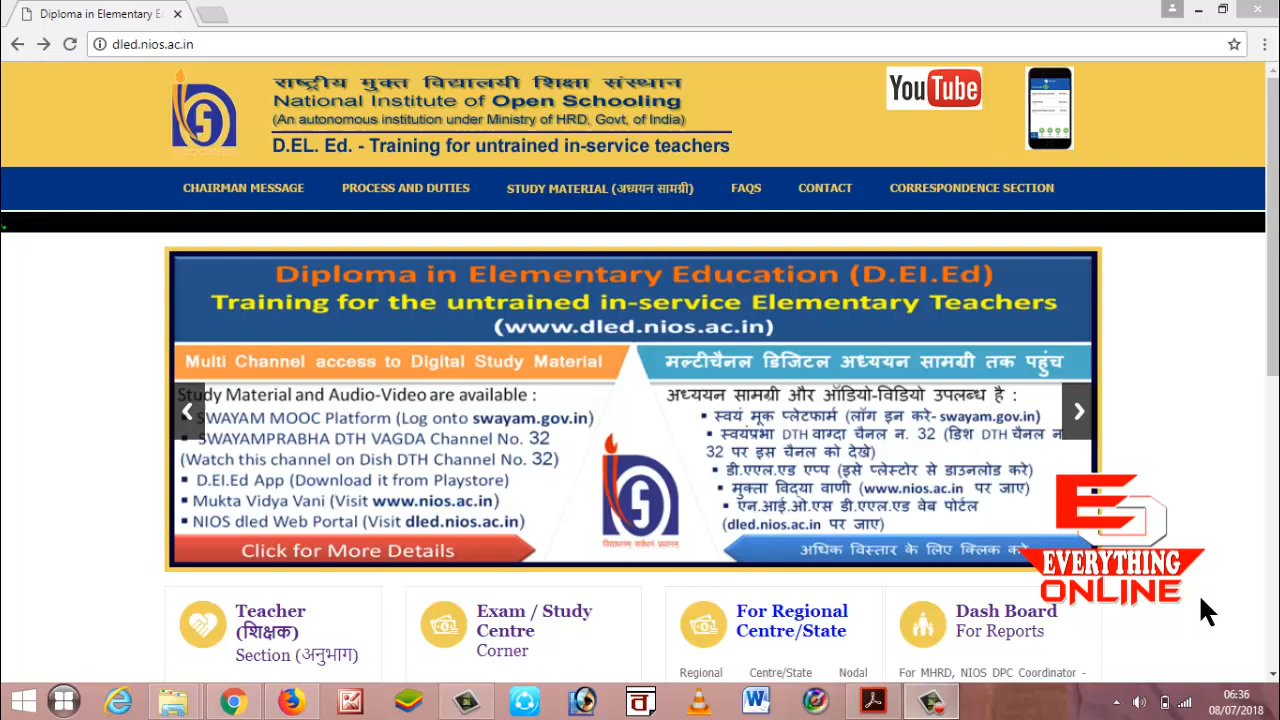 Diploma in Elementary E
dled.nios.ac.in
राष्ट्रीय मुक्त विद्यालयी शिक्षा संस्थान
National Institute of Open Schooling
(An autonomous institution under Ministry of HRD, Govt. of India)
D.EL. Ed. - Training for untrained in-service teachers
YouTube
CHAIRMAN MESSAGE
PROCESS AND DUTIES
STUDY MATERIAL (अध्ययन सामग्री)
FAQS
CONTACT
CORRESPONDENCE SECTION
Diploma in Elementary Education (D.El.Ed)
Training for the untrained in-service Elementary Teachers
(www.dled.nios.ac.in)
Multi Channel access to Digital Study Material
Study Material and Audio-Video are available :
▪ SWAYAM MOOC Platform (Log onto swayam.gov.in)
▪ SWAYAMPRABHA DTH VAGDA Channel No. 32
(Watch this channel on Dish DTH Channel No. 32)
▪ D.El.Ed App (Download it from Playstore)
▪ Mukta Vidya Vani (Visit www.nios.ac.in)
▪ NIOS dled Web Portal (Visit dled.nios.ac.in)
Click for More Details
मल्टीचैनल डिजिटल अध्ययन सामग्री तक पहुंच
अध्ययन सामग्री और ऑडियो-विडियो उपलब्ध है :
▪ स्वयं मूक प्लेटफार्म (लॉग इन करे- swayam.gov.in)
▪ स्वयंप्रभा DTH वाग्दा चैनल न. 32 (डिश DTH चैनल न
32 पर इस चैनल को देखे)
▪ डी.एएल.एड एप्प (इसे प्लेस्टोर से डाउनलोड करे)
▪ मुक्ता विद्या वाणी (www.nios.ac.in पर जाए)
▪ एन.आई.ओ.एस डी.एएल.एड वेब पोर्टल
(dled.nios.ac.in पर जाए)
अधिक विस्तार के लिए क्लिक करे
EVERYTHING
ONLINE
Teacher
(शिक्षक)
Section (अनुभाग)
Exam / Study
Centre
Corner
For Regional
Centre/State
Regional Centre/State Nodal
Dash Board
For Reports
For MHRD, NIOS DPC Coordinator -
06:36
08/07/2018